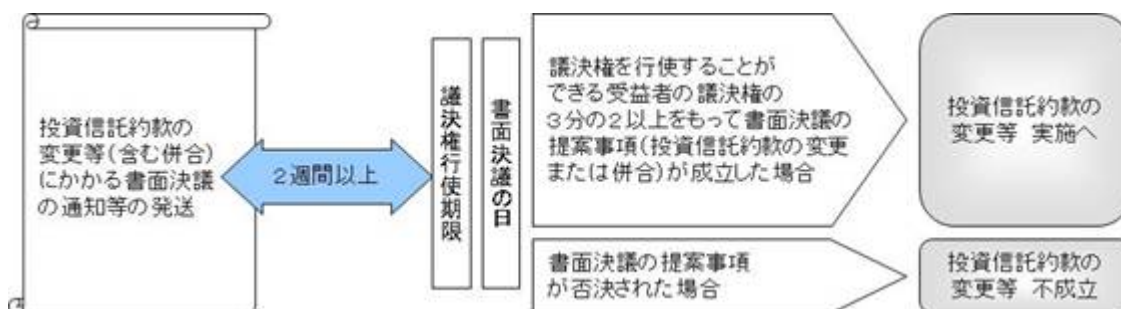 投資信託約款の
変更等(含む併合)
にかかる書面決議
の通知等の発送
2週間以上
議決権行使期限
書面決議の日
議決権を行使することが
できる受益者の議決権の
3分の2以上をもって書面決議の
提案事項(投資信託約款の変更
または併合)が成立した場合
投資信託約款の
変更等 実施へ
書面決議の提案事項
が否決された場合
投資信託約款の
変更等 不成立